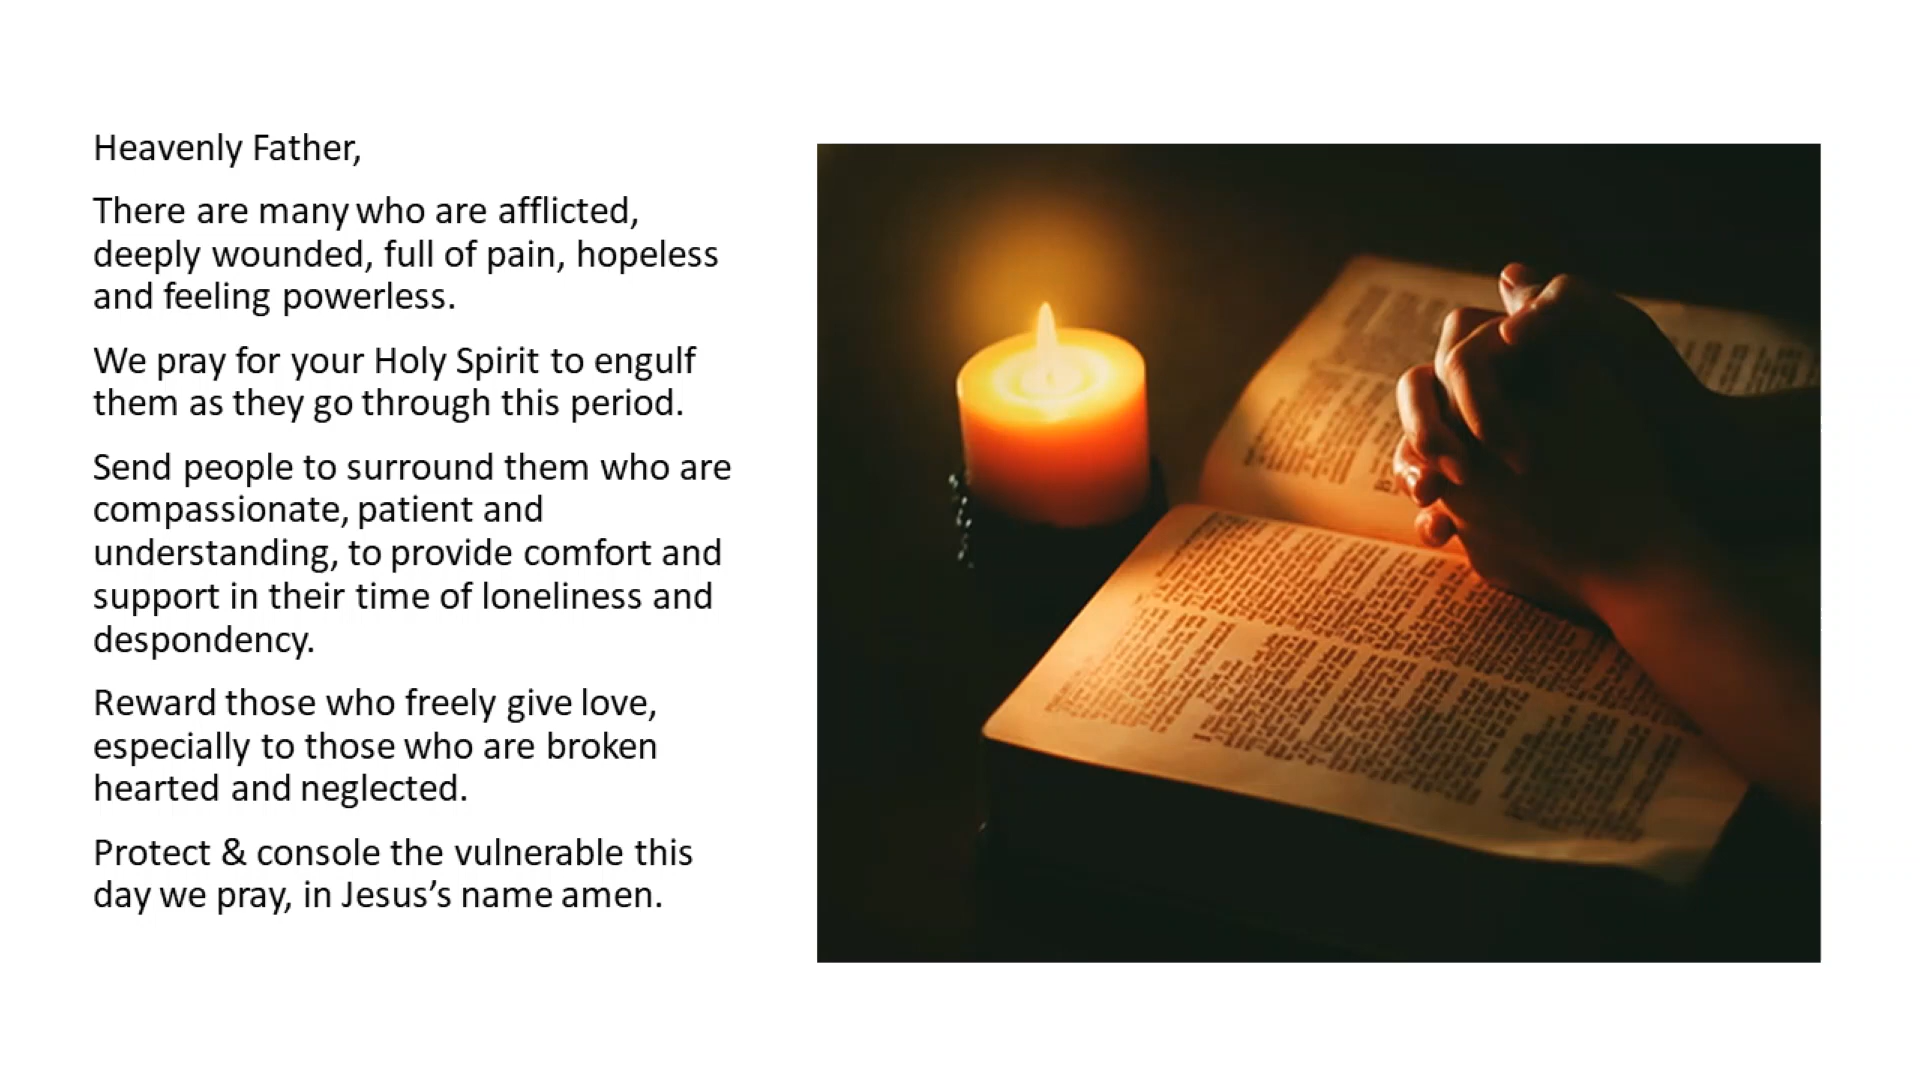 Heavenly Father,
There are many who are afflicted,
deeply wounded, full of pain, hopeless
and feeling powerless.
We pray for your Holy Spirit to engulf
them as they go through this period.
Send people to surround them who are
compassionate, patient and
understanding, to provide comfort and
support in their time of loneliness and
despondency.
Reward those who freely give love,
especially to those who are broken
hearted and neglected.
Protect & console the vulnerable this
day we pray, in Jesus’s name amen.